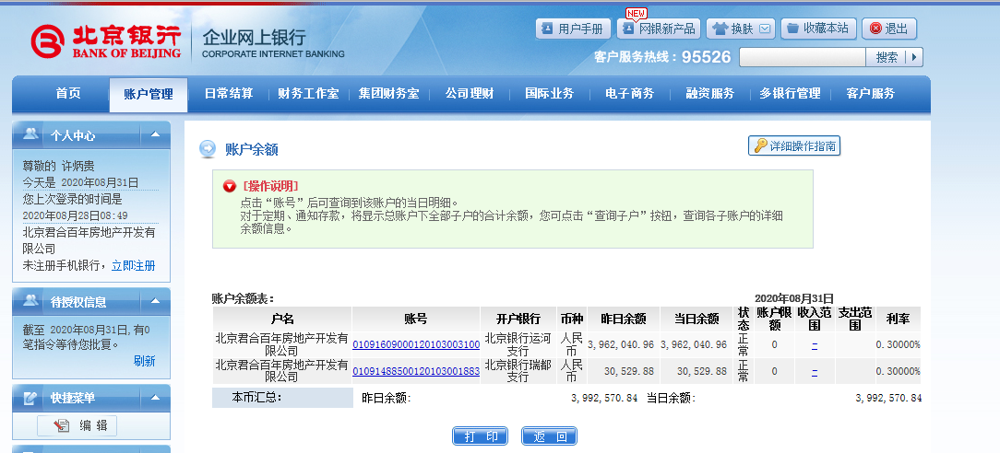 北京银行
BANK OF BEIJING
企业网上银行
CORPORATE INTERNET BANKING
NEW
用户手册 网银新产品 换肤 收藏本站 退出
客户服务热线：95526 搜索
首页 账户管理 日常结算 财务工作室 集团财务室 公司理财 国际业务 电子商务 融资服务 多银行管理 客户服务
个人中心
尊敬的 许炳贵
今天是 2020年08月31日
您上次登录的时间是
2020年08月28日08:49
北京君合百年房地产开发有
限公司
未注册手机银行，立即注册
待授权信息
截至 2020年08月31日, 有0
笔指令等待您批复。
刷新
快捷菜单
编 辑
账户余额
详细操作指南
[操作说明]
点击“账号”后可查询到该账户的当日明细。
对于定期、通知存款，将显示总账户下全部子户的合计余额，您可点击“查询子户”按钮，查询各子账户的详细
余额信息。
账户余额表： 2020年08月31日
户名 账号 开户银行 币种 昨日余额 当日余额 状态 账户限额 收入范围 支出范围 利率
北京君合百年房地产开发有限公司 01091609000120103003100 北京银行运河支行 人民币 3,962,040.96 3,962,040.96 正常 0 – 0.30000%
北京君合百年房地产开发有限公司 01091488500120103001883 北京银行瑞都支行 人民币 30,529.88 30,529.88 正常 0 – 0.30000%
本币汇总： 昨日余额: 3,992,570.84 当日余额: 3,992,570.84
打 印 返 回